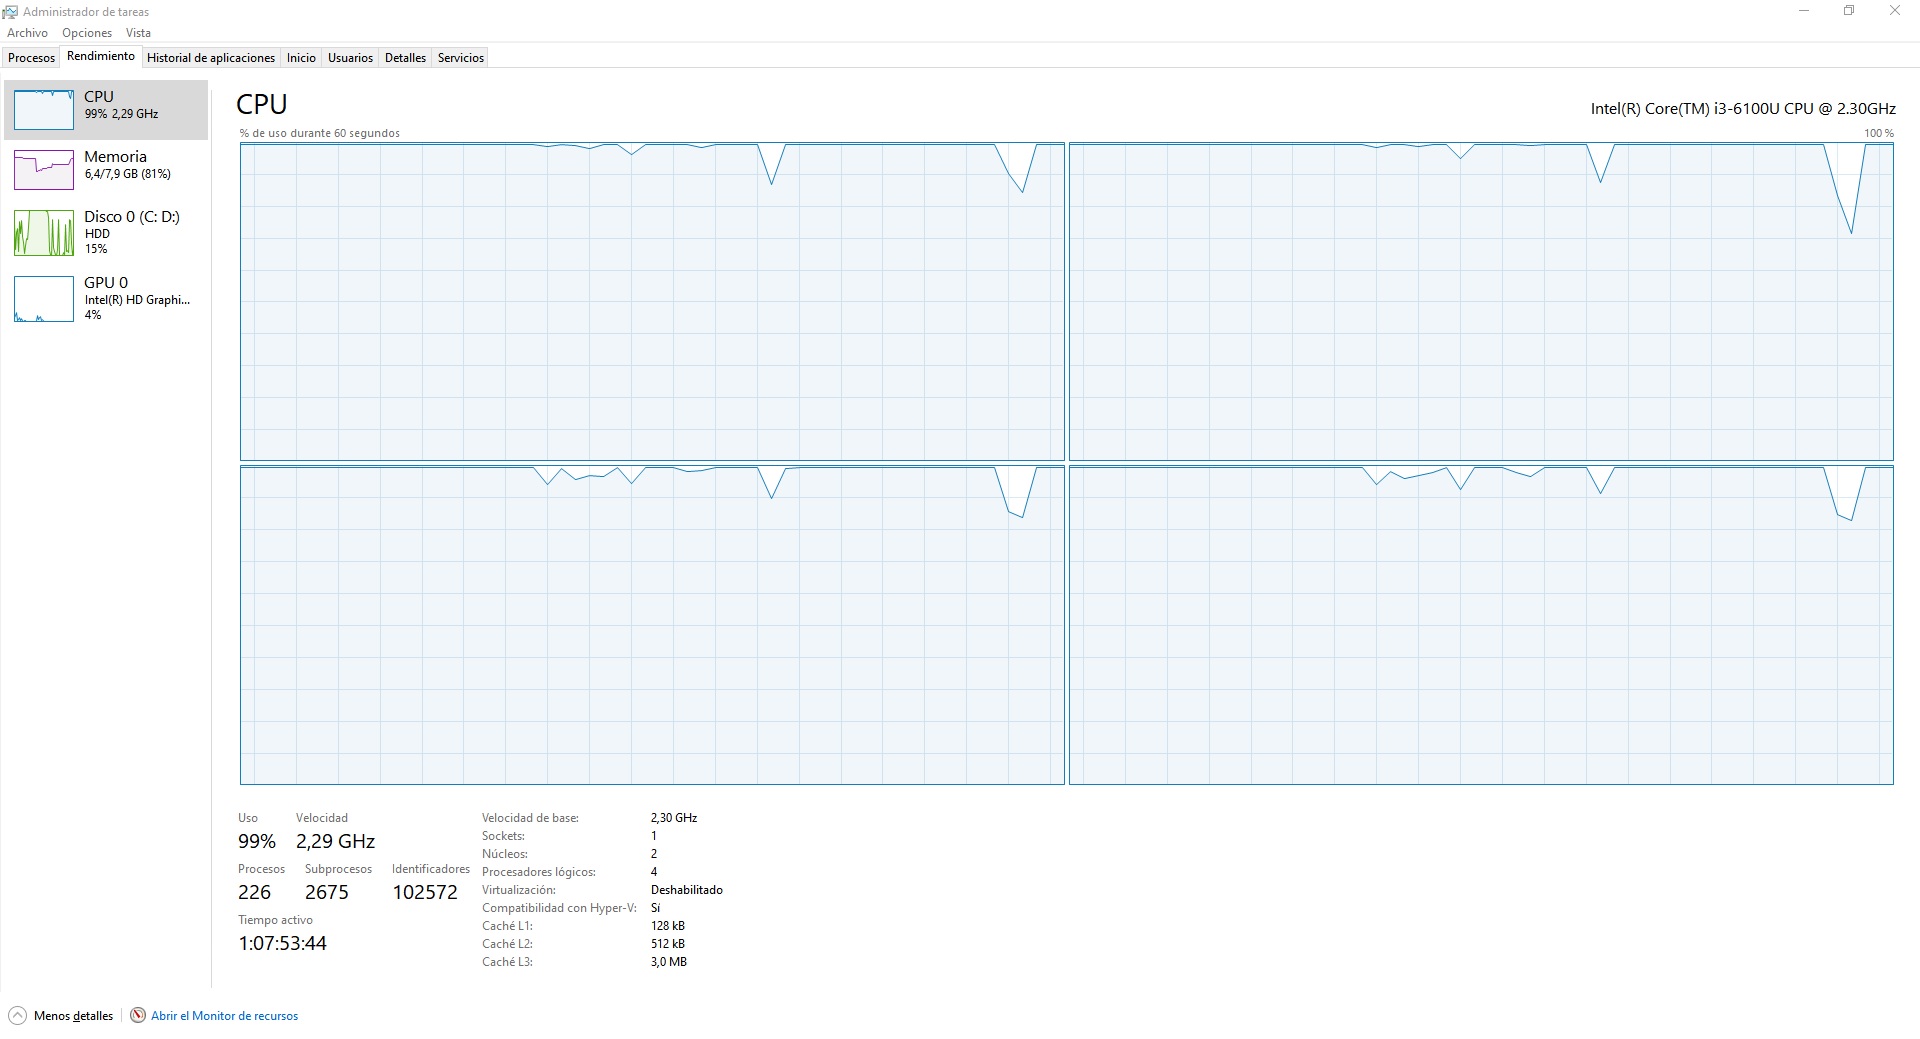 Administrador de tareas
Archivo Opciones Vista
Procesos Rendimiento Historial de aplicaciones Inicio Usuarios Detalles Servicios
CPU
99% 2,29 GHz
Memoria
6,4/7,9 GB (81%)
Disco 0 (C: D:)
HDD
15%
GPU 0
Intel(R) HD Graphi...
4%
CPU
Intel(R) Core(TM) i3-6100U CPU @ 2.30GHz
% de uso durante 60 segundos
100 %
Uso Velocidad
99% 2,29 GHz
Procesos Subprocesos Identificadores
226 2675 102572
Tiempo activo
1:07:53:44
Velocidad de base: 2,30 GHz
Sockets: 1
Núcleos: 2
Procesadores lógicos: 4
Virtualización: Deshabilitado
Compatibilidad con Hyper-V: Sí
Caché L1: 128 kB
Caché L2: 512 kB
Caché L3: 3,0 MB
Menos detalles
Abrir el Monitor de recursos